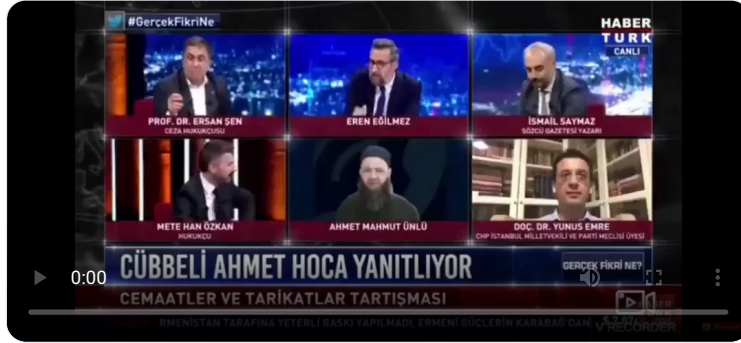 #GerçekFikriNe
HABER
TURK
CANLI
PROF. DR. ERSAN ŞEN
CEZA HUKUKÇUSU
EREN EĞİLMEZ
İSMAİL SAYMAZ
SÖZCÜ GAZETESİ YAZARI
METE HAN ÖZKAN
HUKUKÇU
AHMET MAHMUT ÜNLÜ
DOÇ. DR. YUNUS EMRE
CHP İSTANBUL MİLLETVEKİLİ VE PARTİ MECLİSİ ÜYESİ
CÜBBELİ AHMET HOCA YANITLIYOR
GERÇEK FİKRİ NE?
0:00
CEMAATLER VE TARİKATLAR TARTIŞMASI
RMENİSTAN TARAFINA YETERLİ BASKI YAPILMADI, ERMENİ GÜÇLERİN KARABAĞ'DAN
V RECORDER